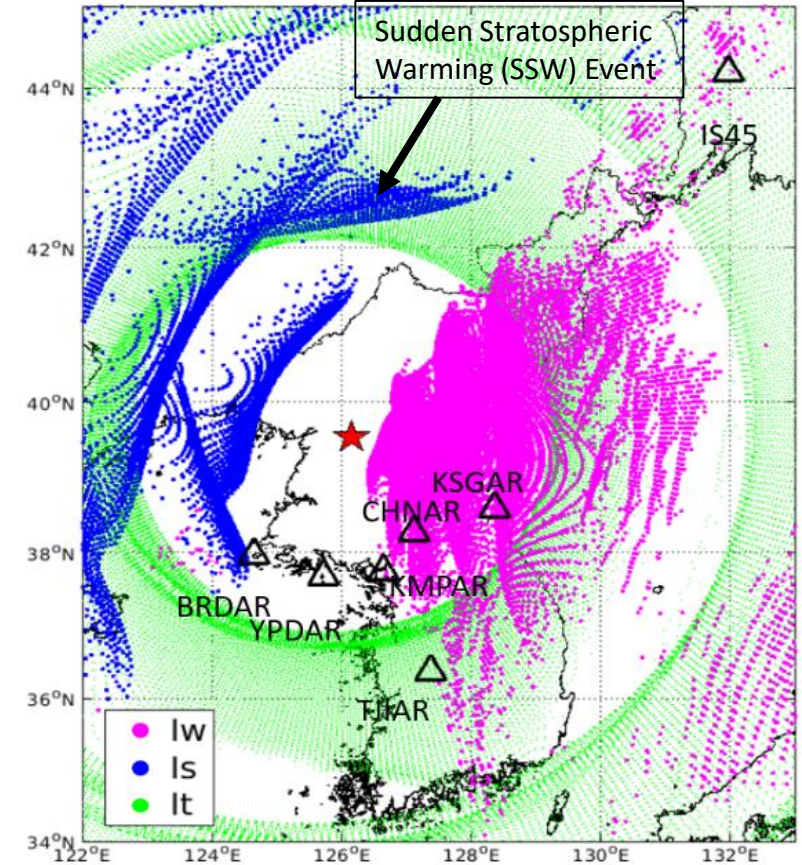 Sudden Stratospheric
Warming (SSW) Event
44°N
IS45
42°N
40°N
KSGAR
CHNAR
38°N
KMPAR
BRDAR
YPDAR
36°N
TJIAR
Iw
Is
It
34°N
122°E
124°E
126°E
128°E
130°E
132°E